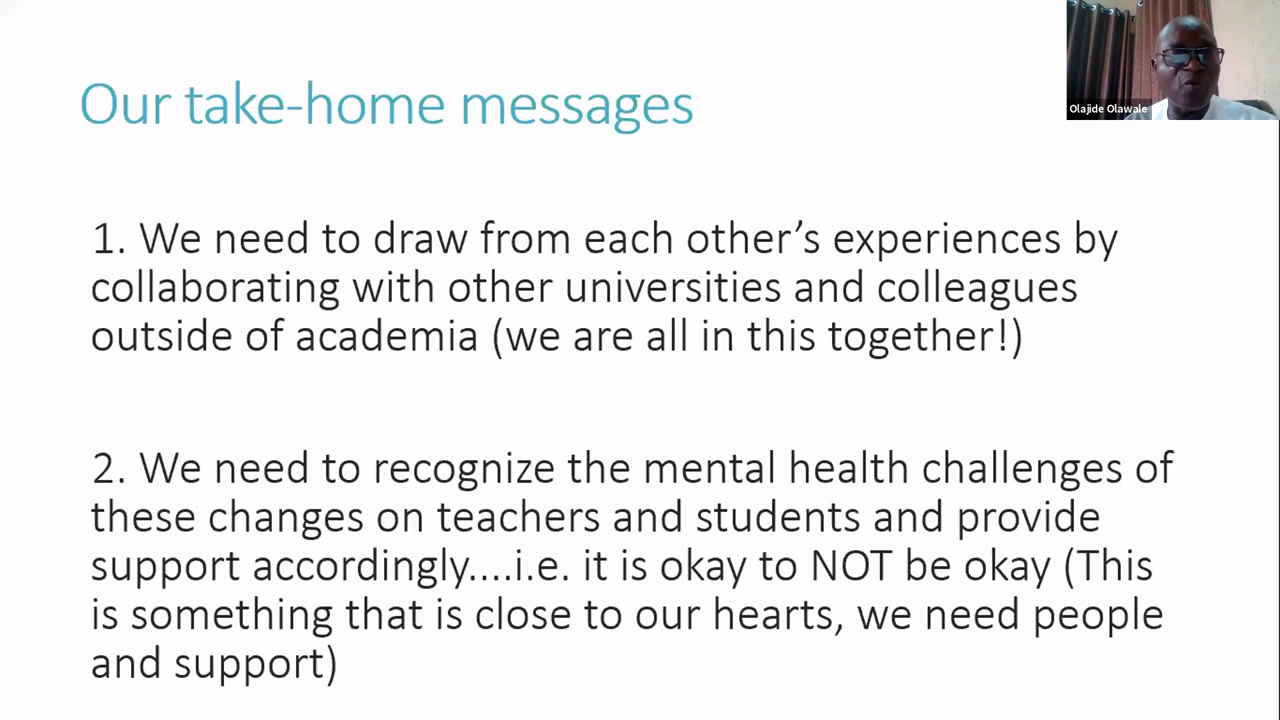 Our take-home messages
Olajide Olawale
1. We need to draw from each other’s experiences by
collaborating with other universities and colleagues
outside of academia (we are all in this together!)
2. We need to recognize the mental health challenges of
these changes on teachers and students and provide
support accordingly....i.e. it is okay to NOT be okay (This
is something that is close to our hearts, we need people
and support)